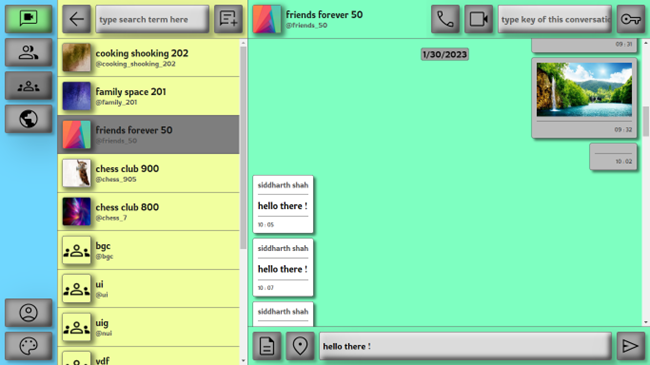 type search term here
cooking shooking 202
@cooking_shooking_202
family space 201
@family_201
friends forever 50
@friends_50
chess club 900
@chess_905
chess club 800
@chess_7
bgc
@bgc
ui
@ui
uig
@nui
vdf
friends forever 50
@friends_50
type key of this conversati
1/30/2023
09 : 31
09 : 32
10 : 02
siddharth shah
hello there !
10 : 05
siddharth shah
hello there !
10 : 07
siddharth shah
hello there !